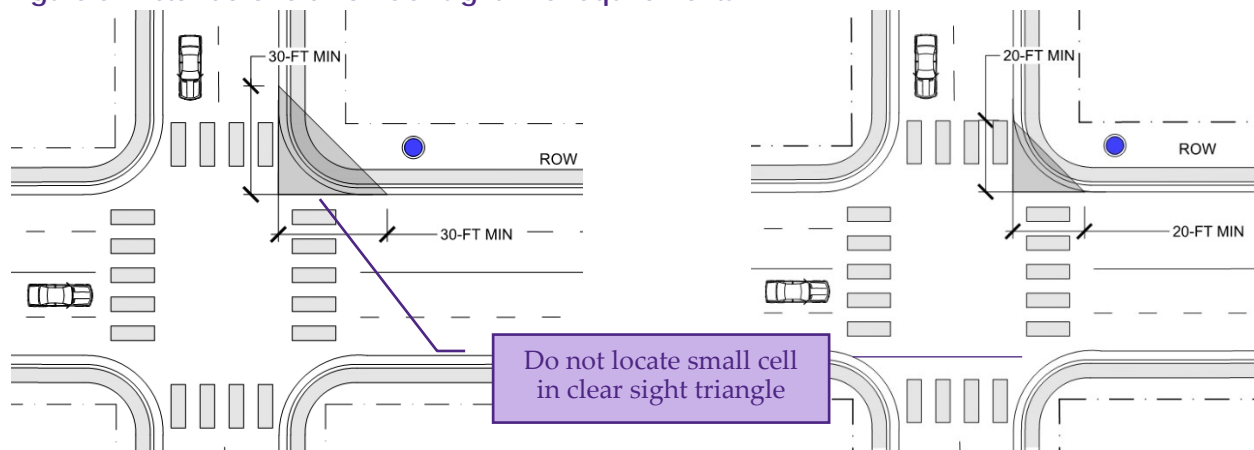 30-FT MIN
20-FT MIN
ROW
ROW
30-FT MIN
20-FT MIN
Do not locate small cell
in clear sight triangle